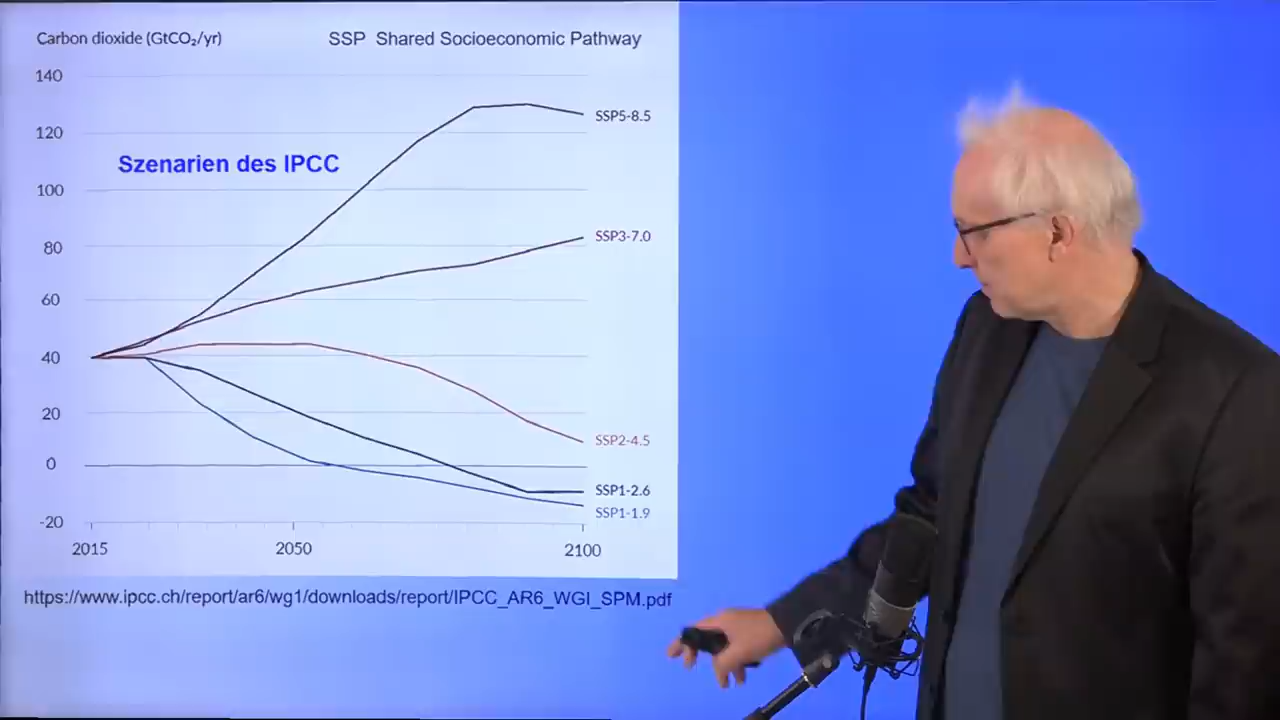 Carbon dioxide (GtCO₂/yr)
SSP Shared Socioeconomic Pathway
140
120
100
80
60
40
20
0
-20
Szenarien des IPCC
SSP5-8.5
SSP3-7.0
SSP2-4.5
SSP1-2.6
SSP1-1.9
2015
2050
2100
https://www.ipcc.ch/report/ar6/wg1/downloads/report/IPCC_AR6_WGI_SPM.pdf